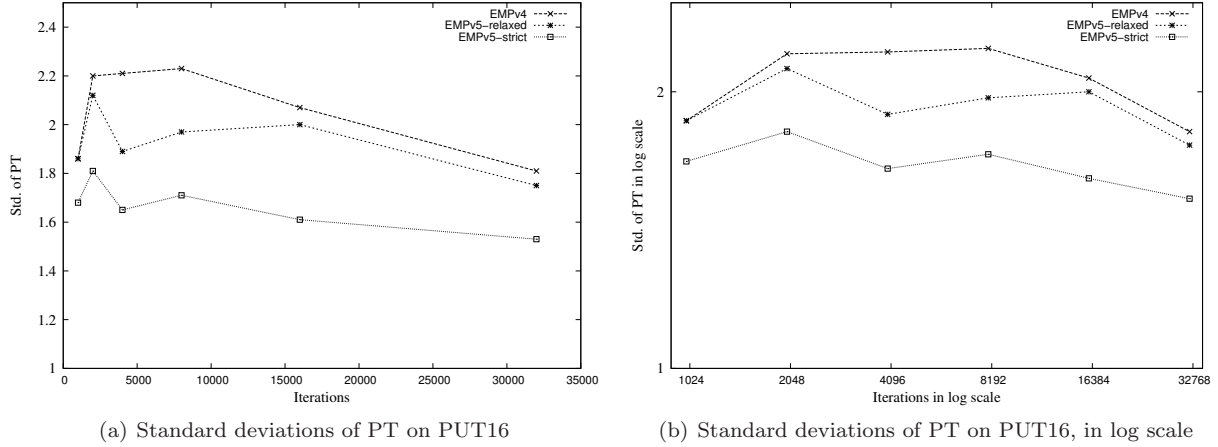 2.4
2.2
2
1.8
1.6
1.4
1.2
1
Std. of PT
EMPv4
EMPv5-relaxed
EMPv5-strict
0 5000 10000 15000 20000 25000 30000 35000
Iterations
(a) Standard deviations of PT on PUT16
2
1
Std. of PT in log scale
EMPv4
EMPv5-relaxed
EMPv5-strict
1024 2048 4096 8192 16384 32768
Iterations in log scale
(b) Standard deviations of PT on PUT16, in log scale